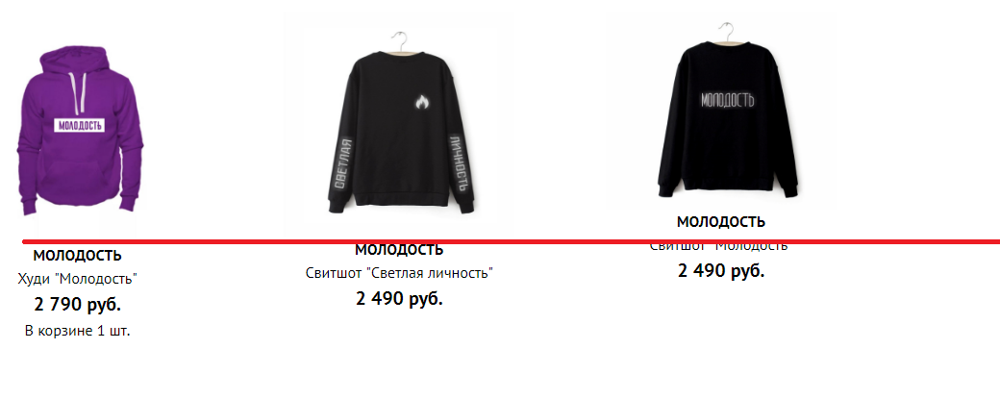 МОЛОДОСТЬ
МОЛОДОСТЬ
Худи "Молодость"
2 790 руб.
В корзине 1 шт.
СВЕТЛАЯ
ЛИЧНОСТЬ
МОЛОДОСТЬ
Свитшот "Светлая личность"
2 490 руб.
МОЛОДОСТЬ
МОЛОДОСТЬ
Свитшот "Молодость"
2 490 руб.